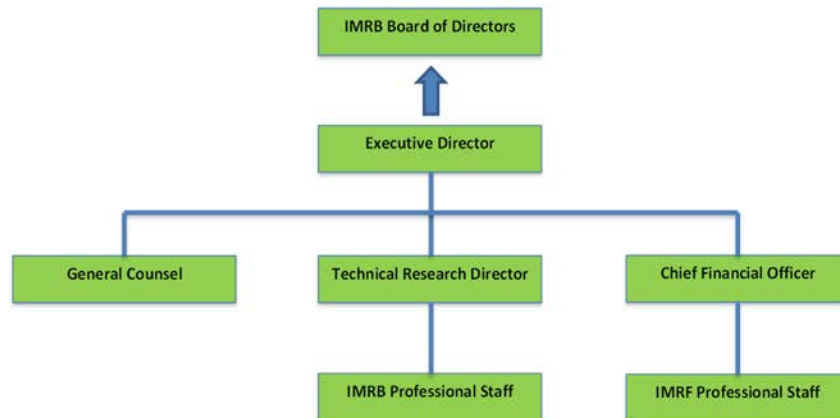 IMRB Board of Directors
Executive Director
General Counsel
Technical Research Director
Chief Financial Officer
IMRB Professional Staff
IMRF Professional Staff